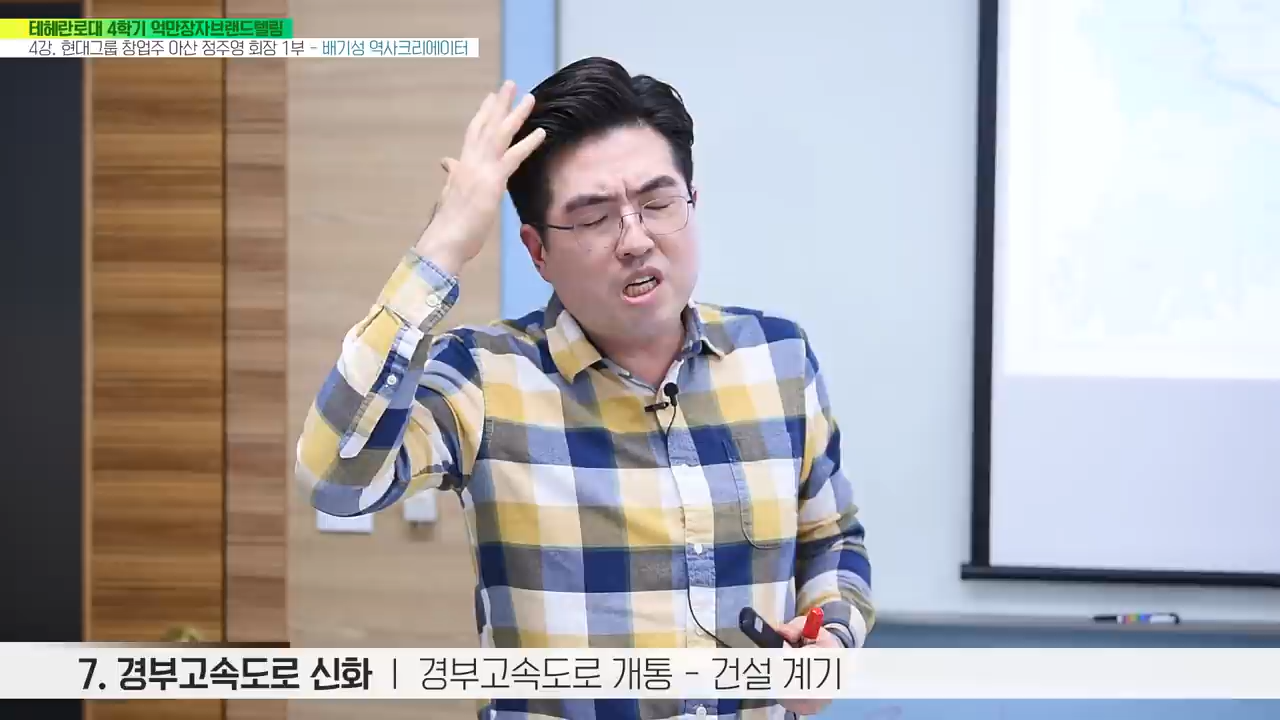 테헤란로대 4학기 억만장자브랜드텔링
4강. 현대그룹 창업주 아산 정주영 회장 1부 - 배기성 역사크리에이터
7. 경부고속도로 신화 | 경부고속도로 개통 - 건설 계기